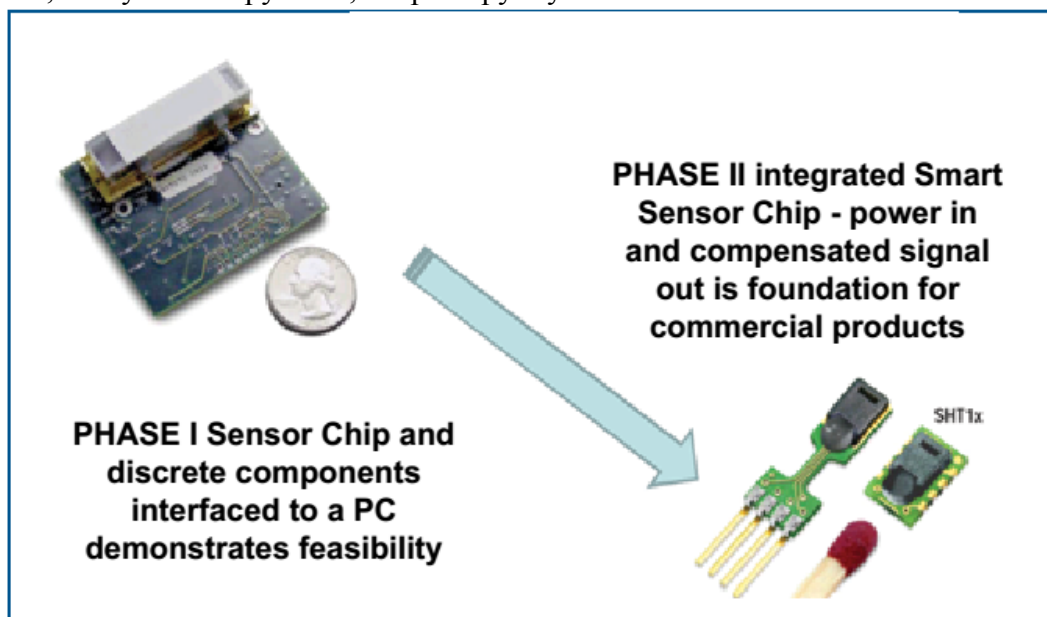 PHASE II integrated Smart
Sensor Chip - power in
and compensated signal
out is foundation for
commercial products
SHT1x
PHASE I Sensor Chip and
discrete components
interfaced to a PC
demonstrates feasibility